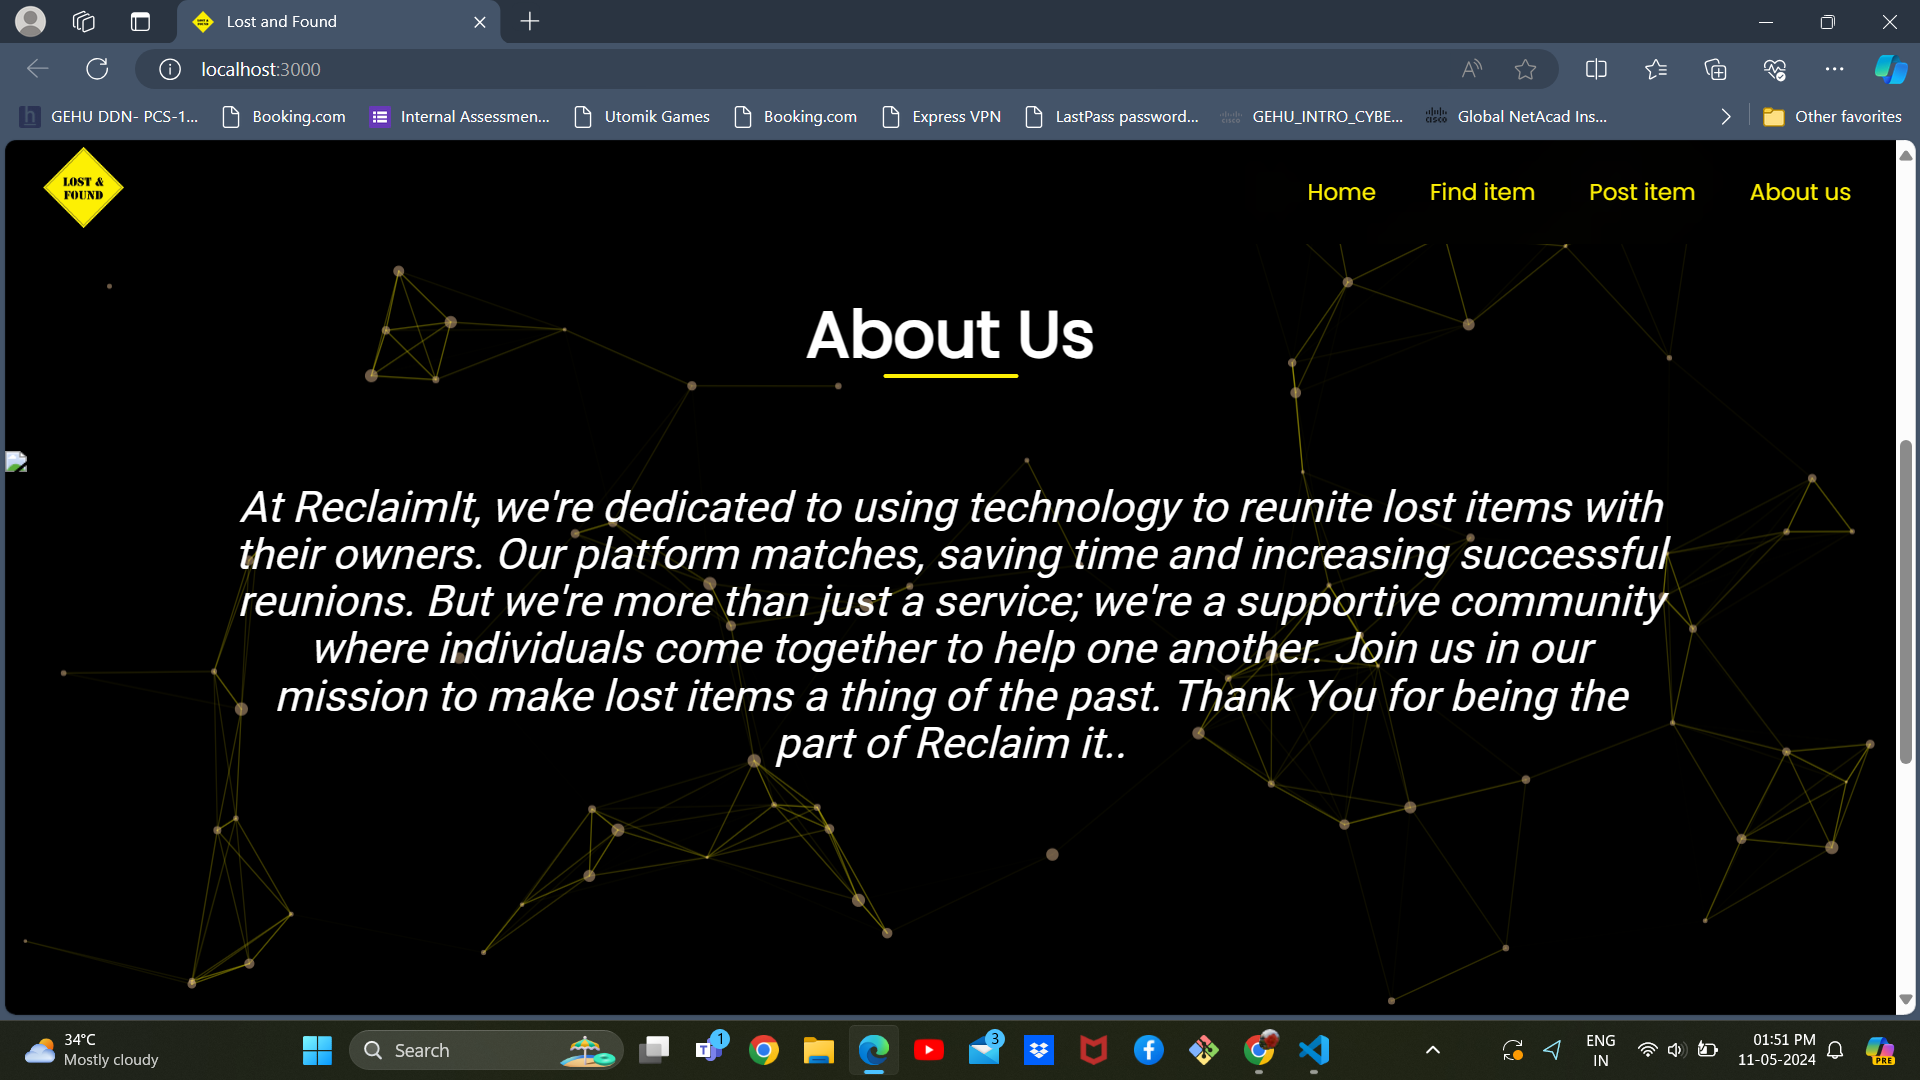 Lost and Found
localhost:3000
GEHU DDN- PCS-1... Booking.com Internal Assessmen... Utomik Games Booking.com Express VPN LastPass password... GEHU_INTRO_CYBE... Global NetAcad Ins... Other favorites
LOST &
FOUND
Home Find item Post item About us
About Us
At ReclaimIt, we're dedicated to using technology to reunite lost items with
their owners. Our platform matches, saving time and increasing successful
reunions. But we're more than just a service; we're a supportive community
where individuals come together to help one another. Join us in our
mission to make lost items a thing of the past. Thank You for being the
part of Reclaim it..
34°C
Mostly cloudy
Search
1
3
ENG
IN
01:51 PM
11-05-2024
PRE